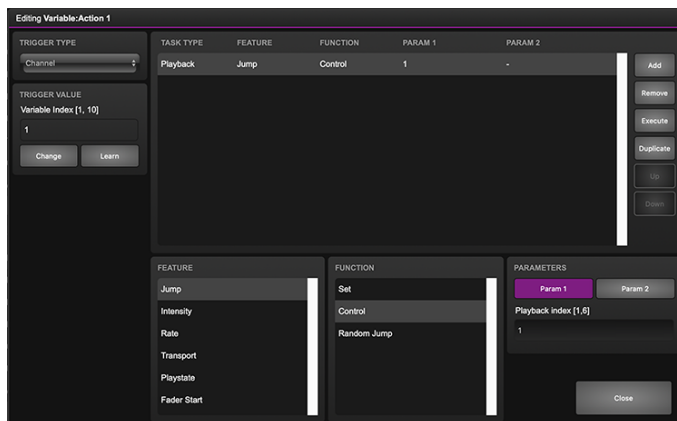 Editing Variable:Action 1
TRIGGER TYPE
Channel
TRIGGER VALUE
Variable Index [1, 10]
1
Change Learn
TASK TYPE FEATURE FUNCTION PARAM 1 PARAM 2
Playback Jump Control 1 -
Add
Remove
Execute
Duplicate
Up
Down
FEATURE
Jump
Intensity
Rate
Transport
Playstate
Fader Start
FUNCTION
Set
Control
Random Jump
PARAMETERS
Param 1 Param 2
Playback index [1,6]
1
Close